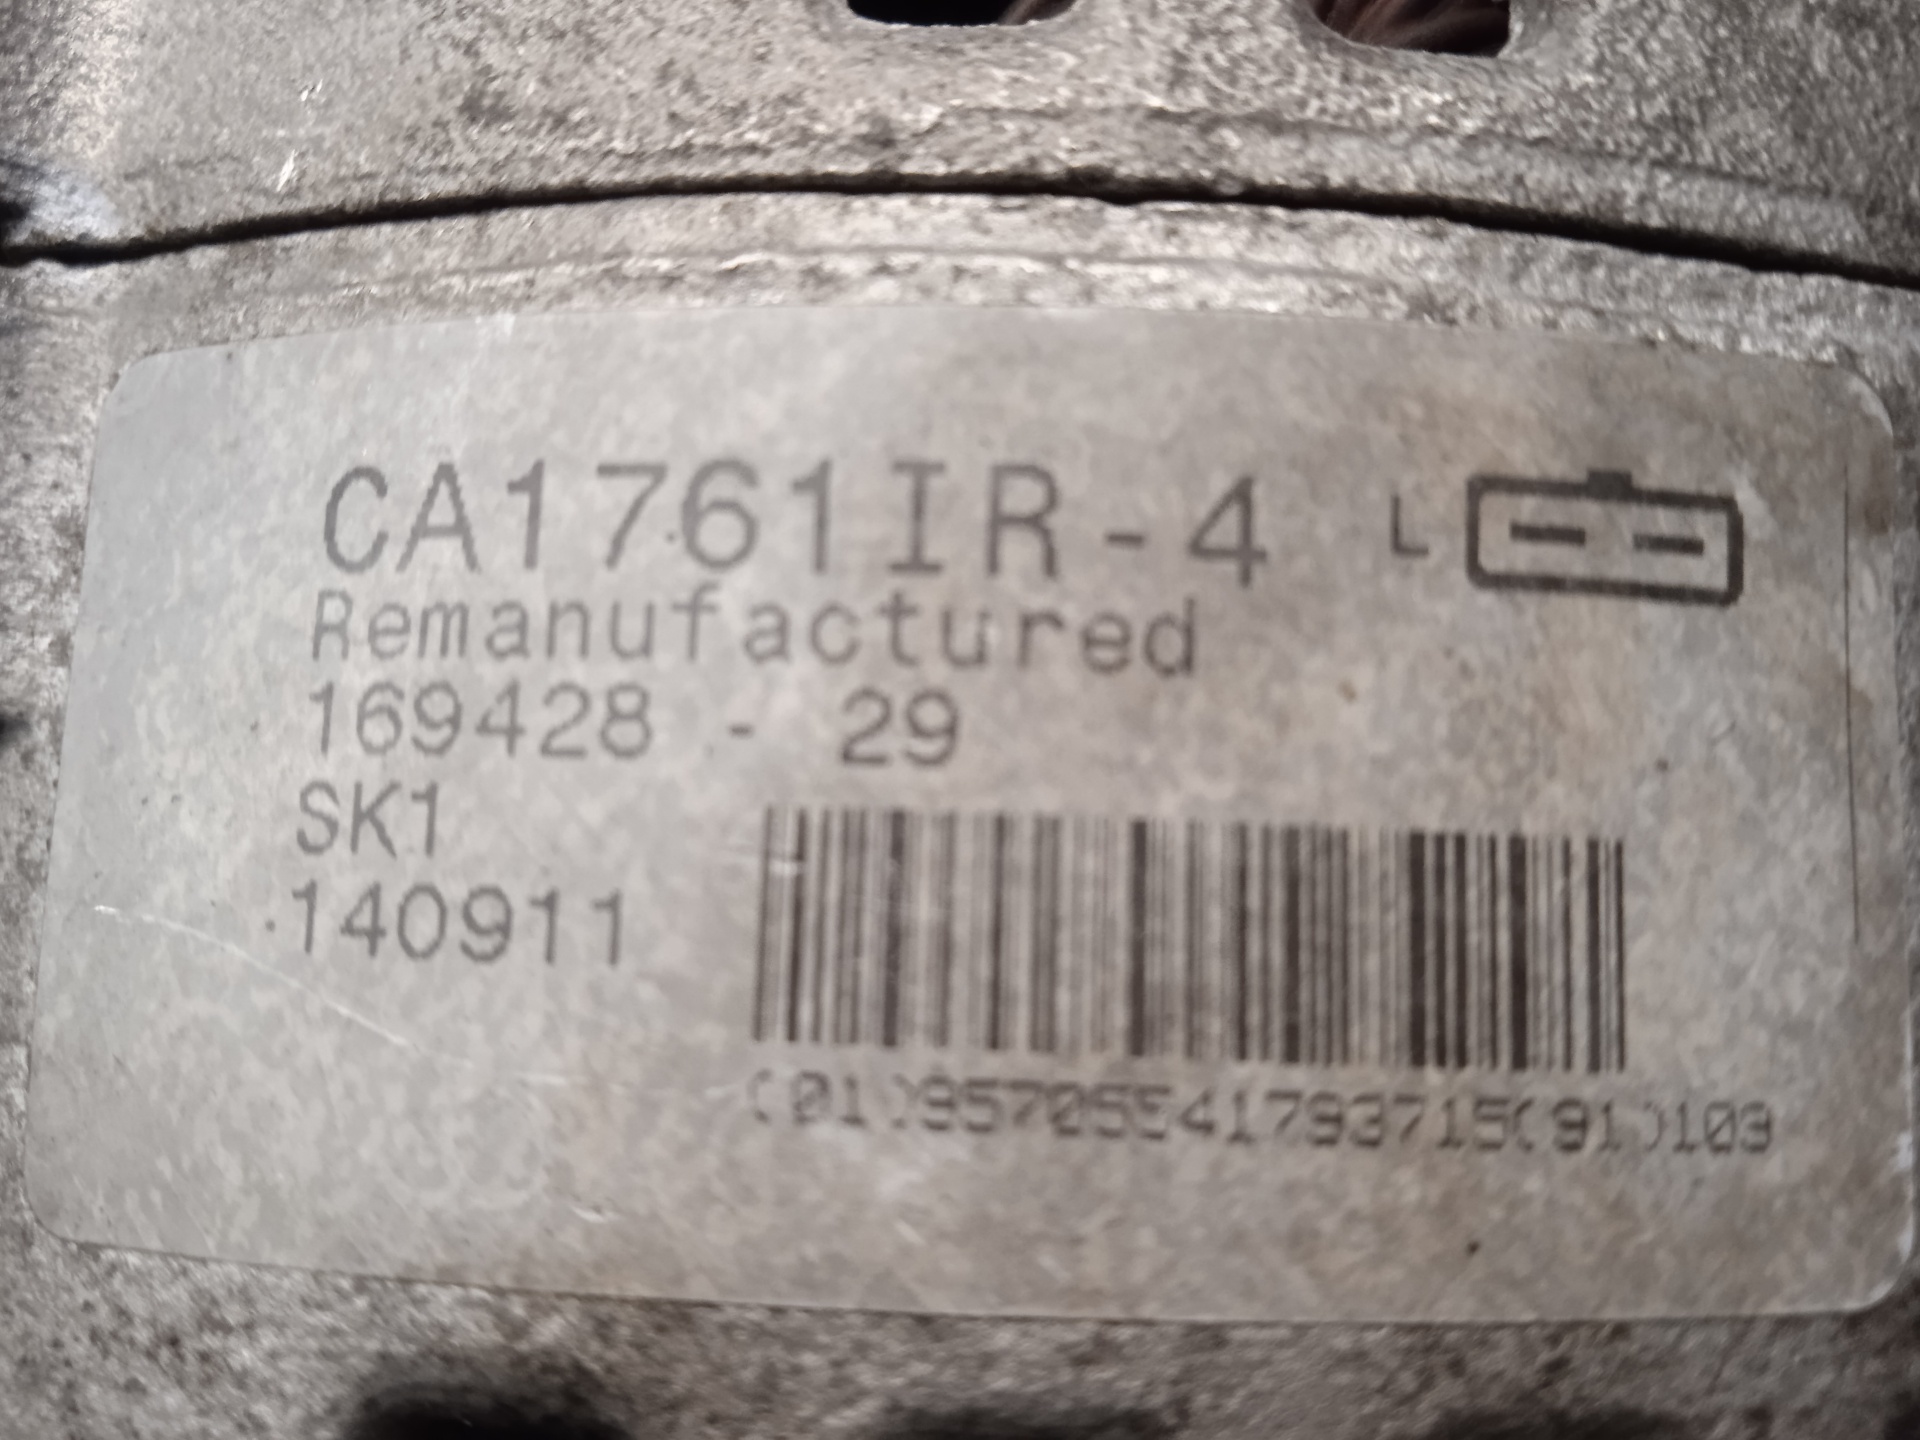 CA1761IR-4 L
Remanufactured
169428 - 29
SK1
140911
(01)95705541793715(91)103